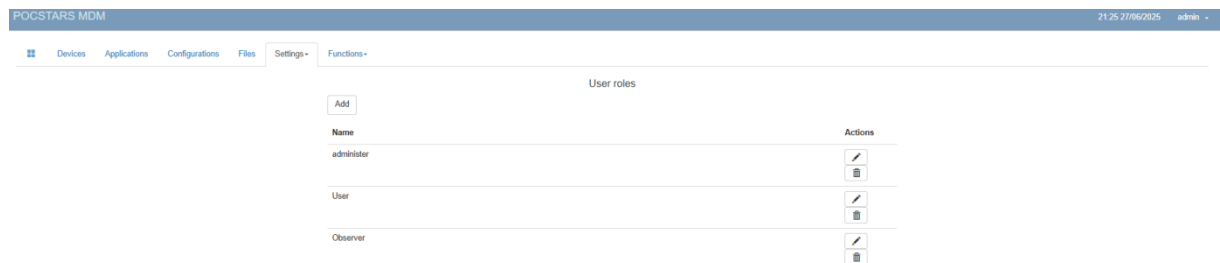 POCSTARS MDM 21:25 27/06/2025 admin
Devices Applications Configurations Files Settings Functions
User roles
Add
Name Actions
administer
User
Observer